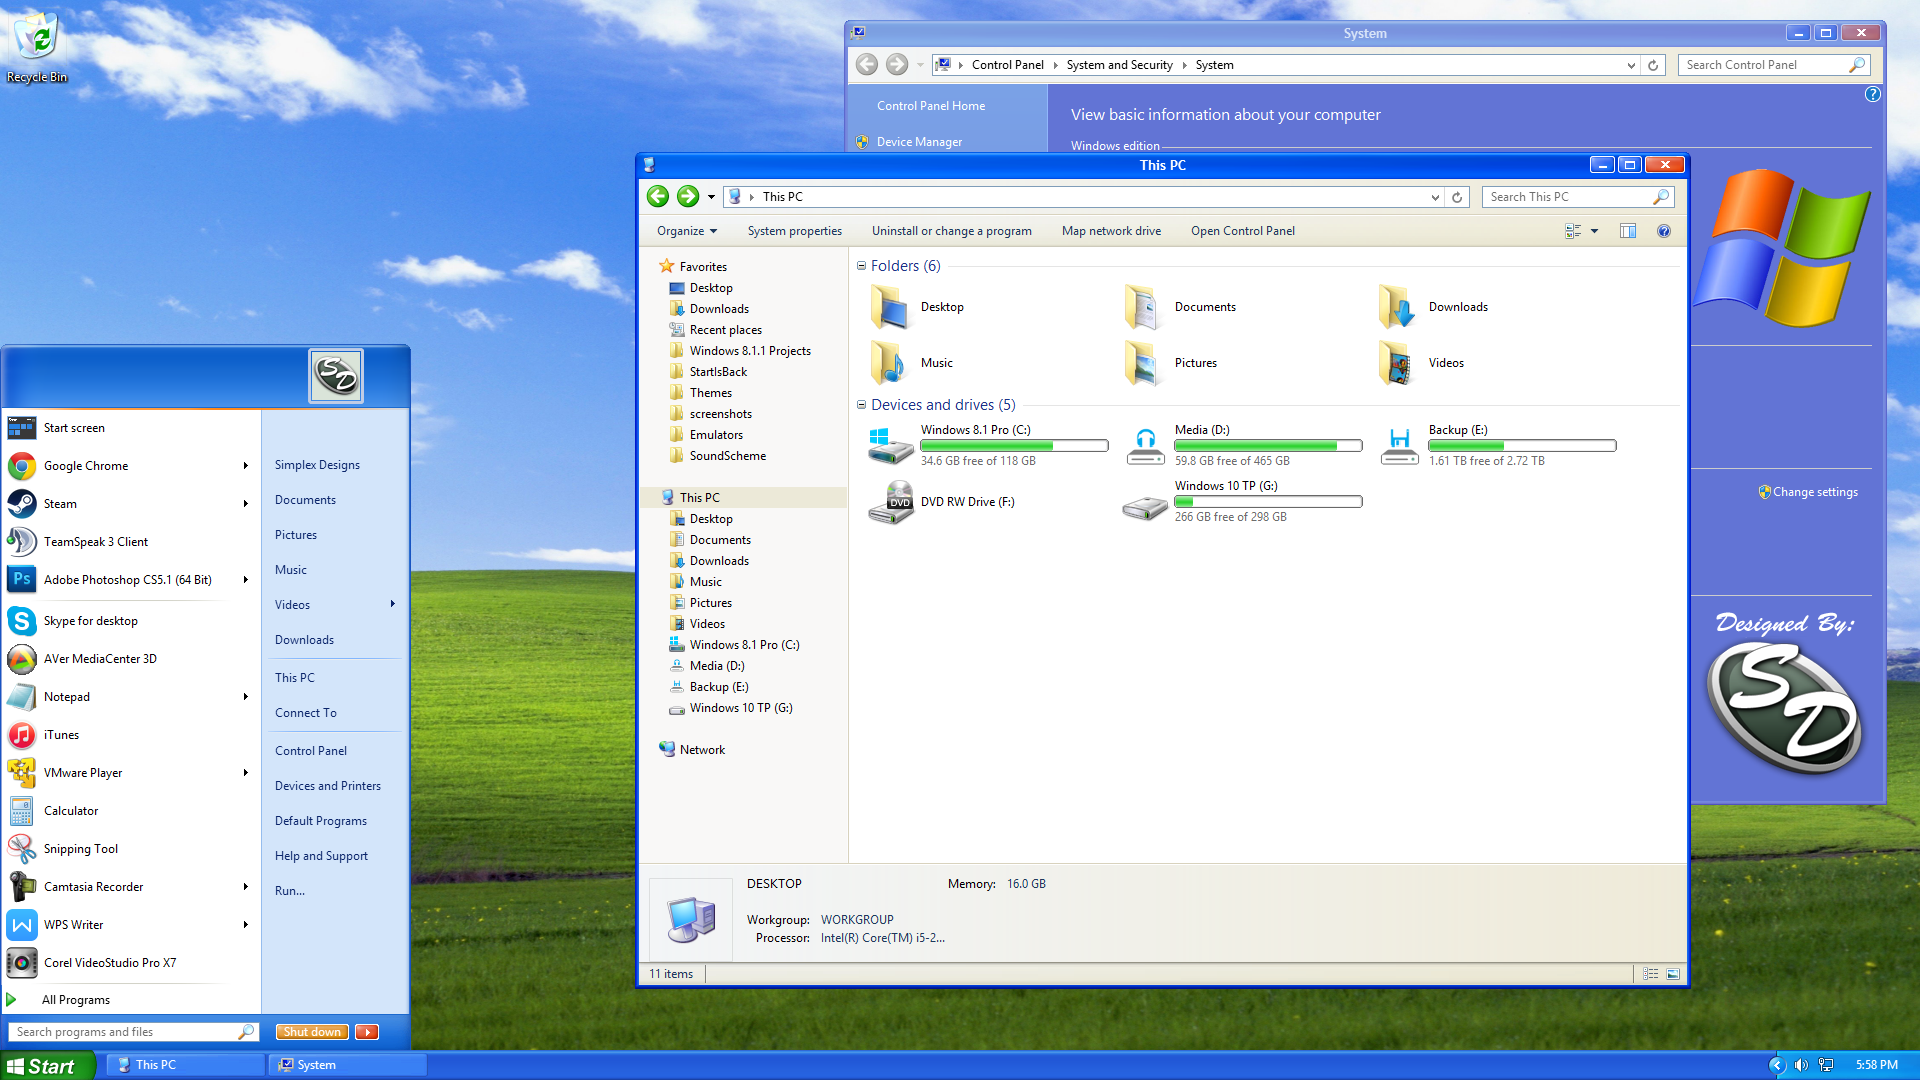 Recycle Bin
System
Control Panel
System and Security
System
Search Control Panel
Control Panel Home
Device Manager
View basic information about your computer
Windows edition
Change settings
Designed By:
SD
This PC
This PC
Search This PC
Organize
System properties
Uninstall or change a program
Map network drive
Open Control Panel
Favorites
Desktop
Downloads
Recent places
Windows 8.1.1 Projects
StartIsBack
Themes
screenshots
Emulators
SoundScheme
This PC
Desktop
Documents
Downloads
Music
Pictures
Videos
Windows 8.1 Pro (C:)
Media (D:)
Backup (E:)
Windows 10 TP (G:)
Network
Folders (6)
Desktop
Documents
Downloads
Music
Pictures
Videos
Devices and drives (5)
Windows 8.1 Pro (C:)
34.6 GB free of 118 GB
Media (D:)
59.8 GB free of 465 GB
Backup (E:)
1.61 TB free of 2.72 TB
DVD
DVD RW Drive (F:)
Windows 10 TP (G:)
266 GB free of 298 GB
DESKTOP
Memory: 16.0 GB
Workgroup: WORKGROUP
Processor: Intel(R) Core(TM) i5-2...
11 items
SD
Start screen
Google Chrome
Steam
TeamSpeak 3 Client
Ps
Adobe Photoshop CS5.1 (64 Bit)
Skype for desktop
AVer MediaCenter 3D
Notepad
iTunes
VMware Player
Calculator
Snipping Tool
Camtasia Recorder
WPS Writer
Corel VideoStudio Pro X7
All Programs
Search programs and files
Simplex Designs
Documents
Pictures
Music
Videos
Downloads
This PC
Connect To
Control Panel
Devices and Printers
Default Programs
Help and Support
Run...
Shut down
Start
This PC
System
5:58 PM